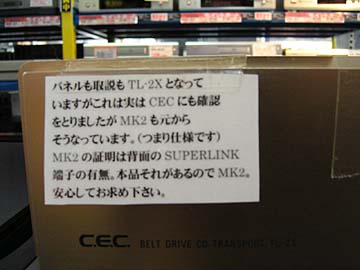 パネルも取説も TL-2X となって
いますがこれは実は CEC にも確認
をとりましたが MK2 も元から
そうなっています。(つまり仕様です)
MK2 の証明は背面の SUPERLINK
端子の有無。本品それがあるので MK2。
安心してお求め下さい。
C.E.C. BELT DRIVE CD TRANSPORT TL-2X